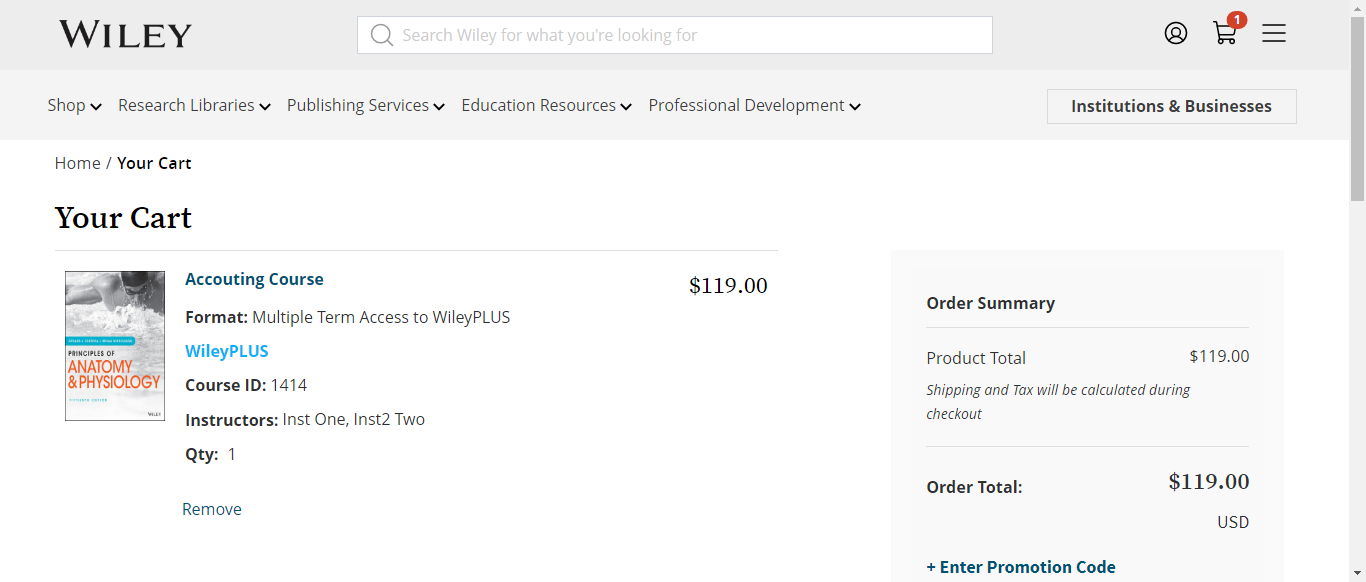 WILEY
Search Wiley for what you're looking for
1
Shop
Research Libraries
Publishing Services
Education Resources
Professional Development
Institutions & Businesses
Home / Your Cart
Your Cart
PRINCIPLES OF
ANATOMY
& PHYSIOLOGY
WILEY
Accouting Course
$119.00
Format: Multiple Term Access to WileyPLUS
WileyPLUS
Course ID: 1414
Instructors: Inst One, Inst2 Two
Qty: 1
Remove
Order Summary
Product Total
$119.00
Shipping and Tax will be calculated during
checkout
Order Total:
$119.00
USD
+ Enter Promotion Code